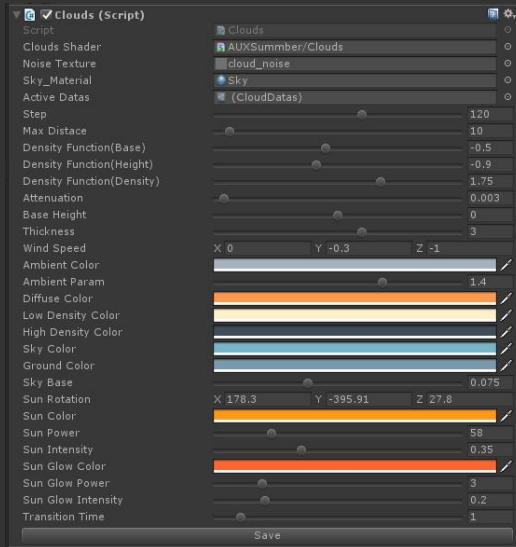 Clouds (Script)
Script Clouds
Clouds Shader AUXSummber/Clouds
Noise Texture cloud_noise
Sky_Material Sky
Active Datas (CloudDatas)
Step 120
Max Distace 10
Density Function(Base) -0.5
Density Function(Height) -0.9
Density Function(Density) 1.75
Attenuation 0.003
Base Height 0
Thickness 3
Wind Speed X 0 Y -0.3 Z -1
Ambient Color
Ambient Param 1.4
Diffuse Color
Low Density Color
High Density Color
Sky Color
Ground Color
Sky Base 0.075
Sun Rotation X 178.3 Y -395.91 Z 27.8
Sun Color
Sun Power 58
Sun Intensity 0.35
Sun Glow Color
Sun Glow Power 3
Sun Glow Intensity 0.2
Transition Time 1
Save